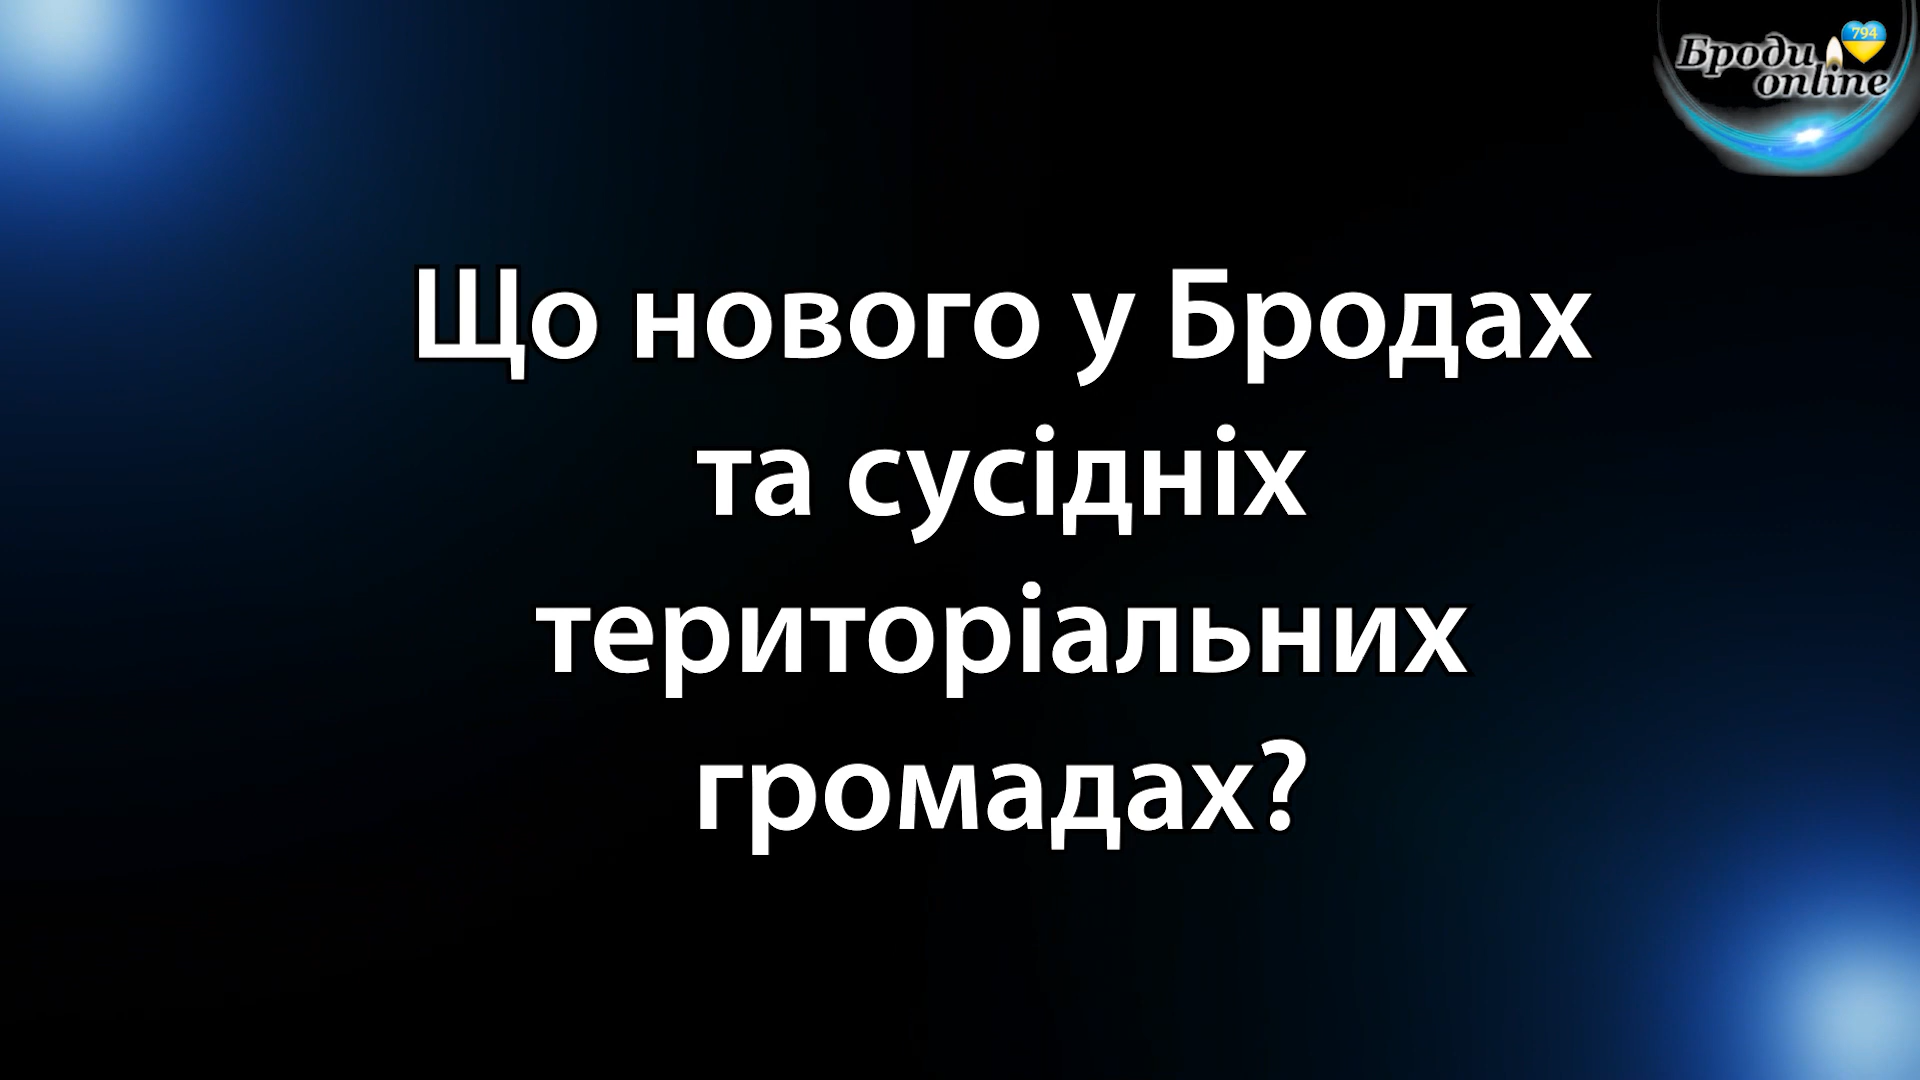 Броди
794
online
Що нового у Бродах
та сусідніх
територіальних
громадах?